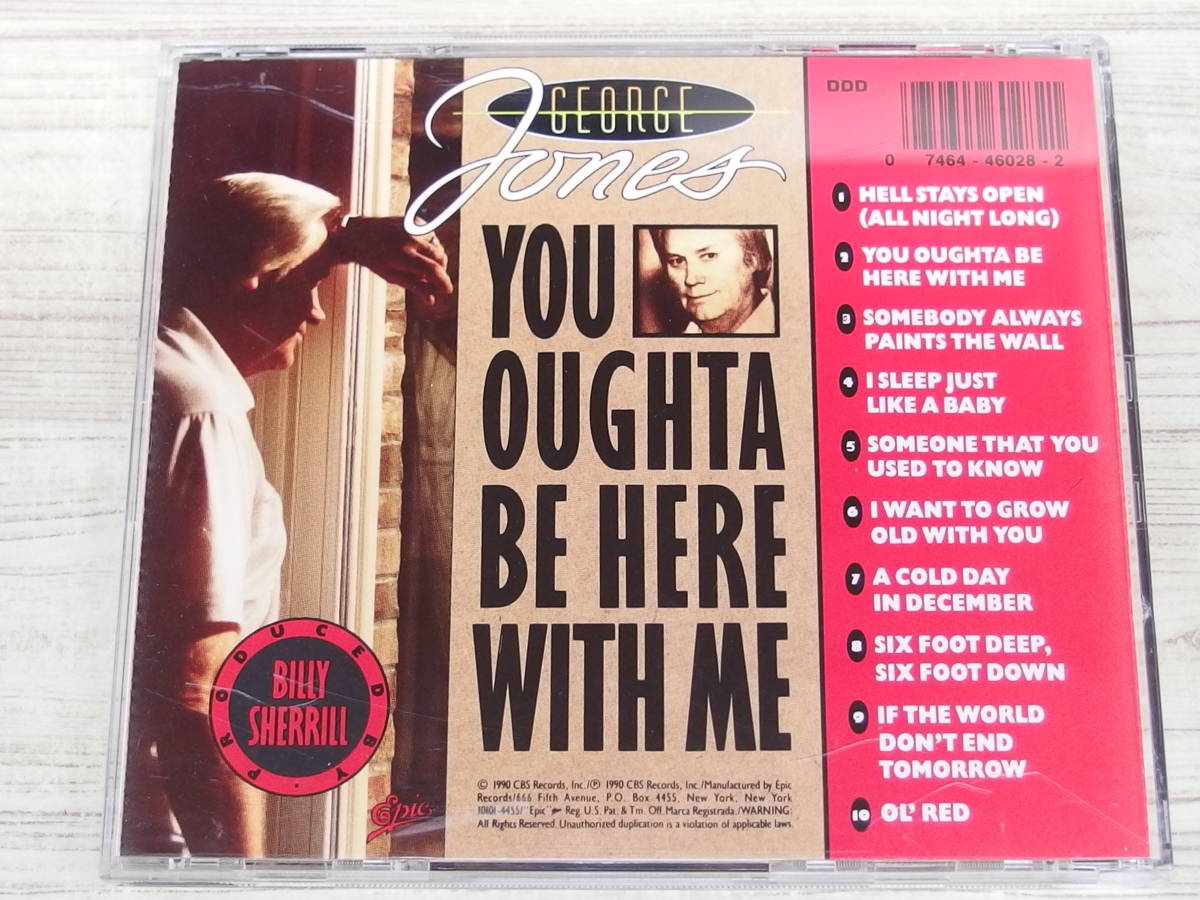 GEORGE
Jones
YOU
OUGHTA
BE HERE
WITH ME
PRODUCED BY
BILLY
SHERRILL
Epic
© 1990 CBS Records, Inc./℗ 1990 CBS Records, Inc./Manufactured by Epic
Records/666 Fifth Avenue, P.O. Box 4455, New York, New York
10101-4455/"Epic" Reg. U.S. Pat. & Tm. Off. Marca Registrada./WARNING:
All Rights Reserved. Unauthorized duplication is a violation of applicable laws.
DDD
0 7464 - 46028 - 2
1 HELL STAYS OPEN
(ALL NIGHT LONG)
2 YOU OUGHTA BE
HERE WITH ME
3 SOMEBODY ALWAYS
PAINTS THE WALL
4 I SLEEP JUST
LIKE A BABY
5 SOMEONE THAT YOU
USED TO KNOW
6 I WANT TO GROW
OLD WITH YOU
7 A COLD DAY
IN DECEMBER
8 SIX FOOT DEEP,
SIX FOOT DOWN
9 IF THE WORLD
DON'T END
TOMORROW
10 OL' RED